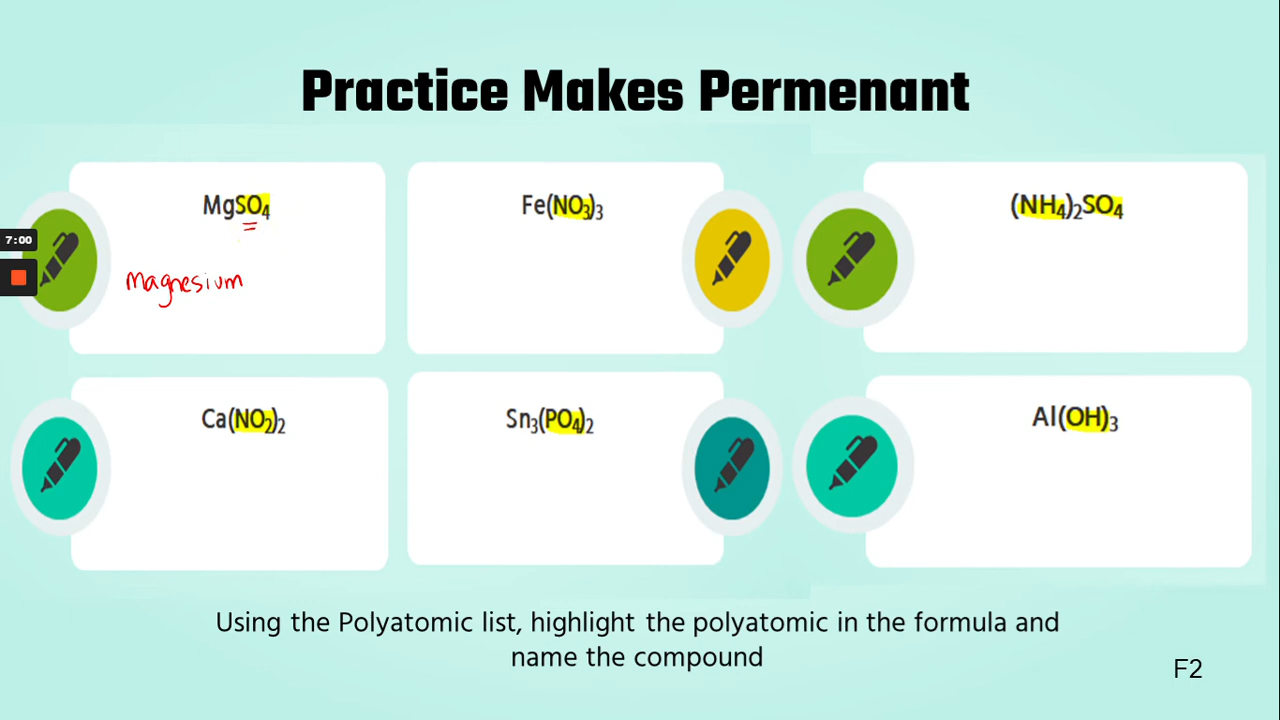 Practice Makes Permenant
MgSO₄
Fe(NO₃)₃
(NH₄)₂SO₄
7:00
Magnesium
Ca(NO₂)₂
Sn₃(PO₄)₂
Al(OH)₃
Using the Polyatomic list, highlight the polyatomic in the formula and
name the compound
F2